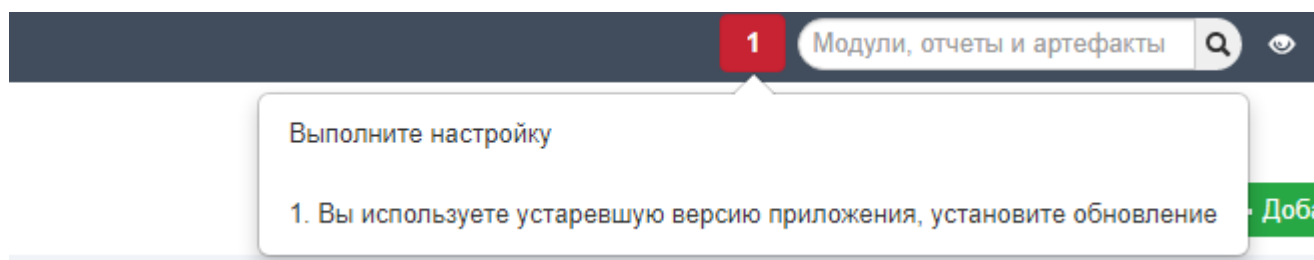 1
Модули, отчеты и артефакты
Выполните настройку
1. Вы используете устаревшую версию приложения, установите обновление